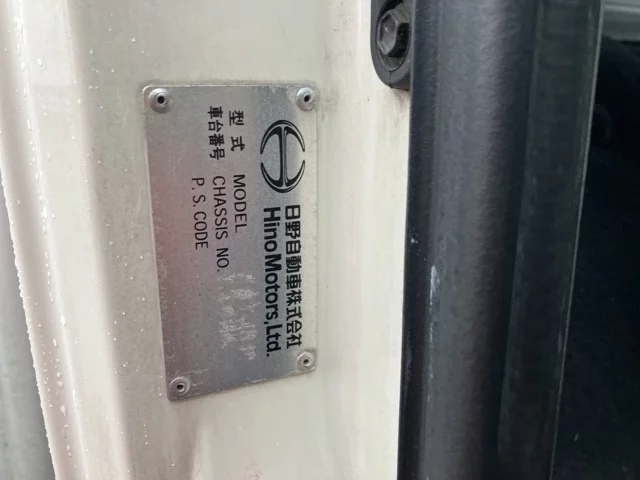 日野自動車株式会社
Hino Motors, Ltd.
型式 MODEL
車台番号 CHASSIS NO.
P.S. CODE